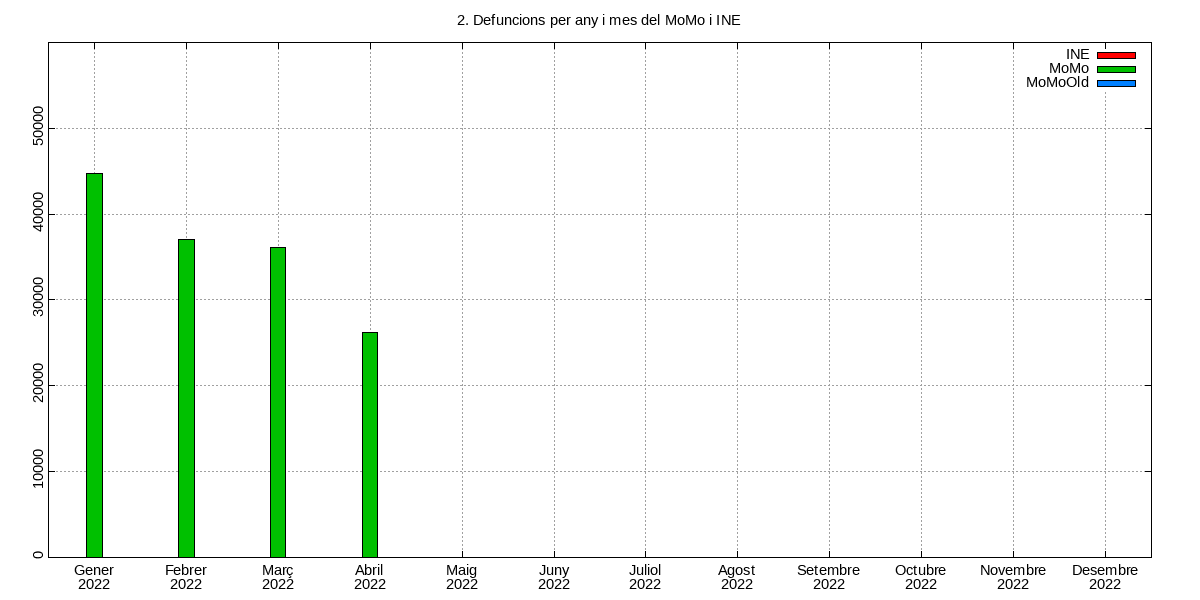 2. Defuncions per any i mes del MoMo i INE
INE
MoMo
MoMoOld
50000
40000
30000
20000
10000
0
Gener Febrer Març Abril Maig Juny Juliol Agost Setembre Octubre Novembre Desembre
2022 2022 2022 2022 2022 2022 2022 2022 2022 2022 2022 2022